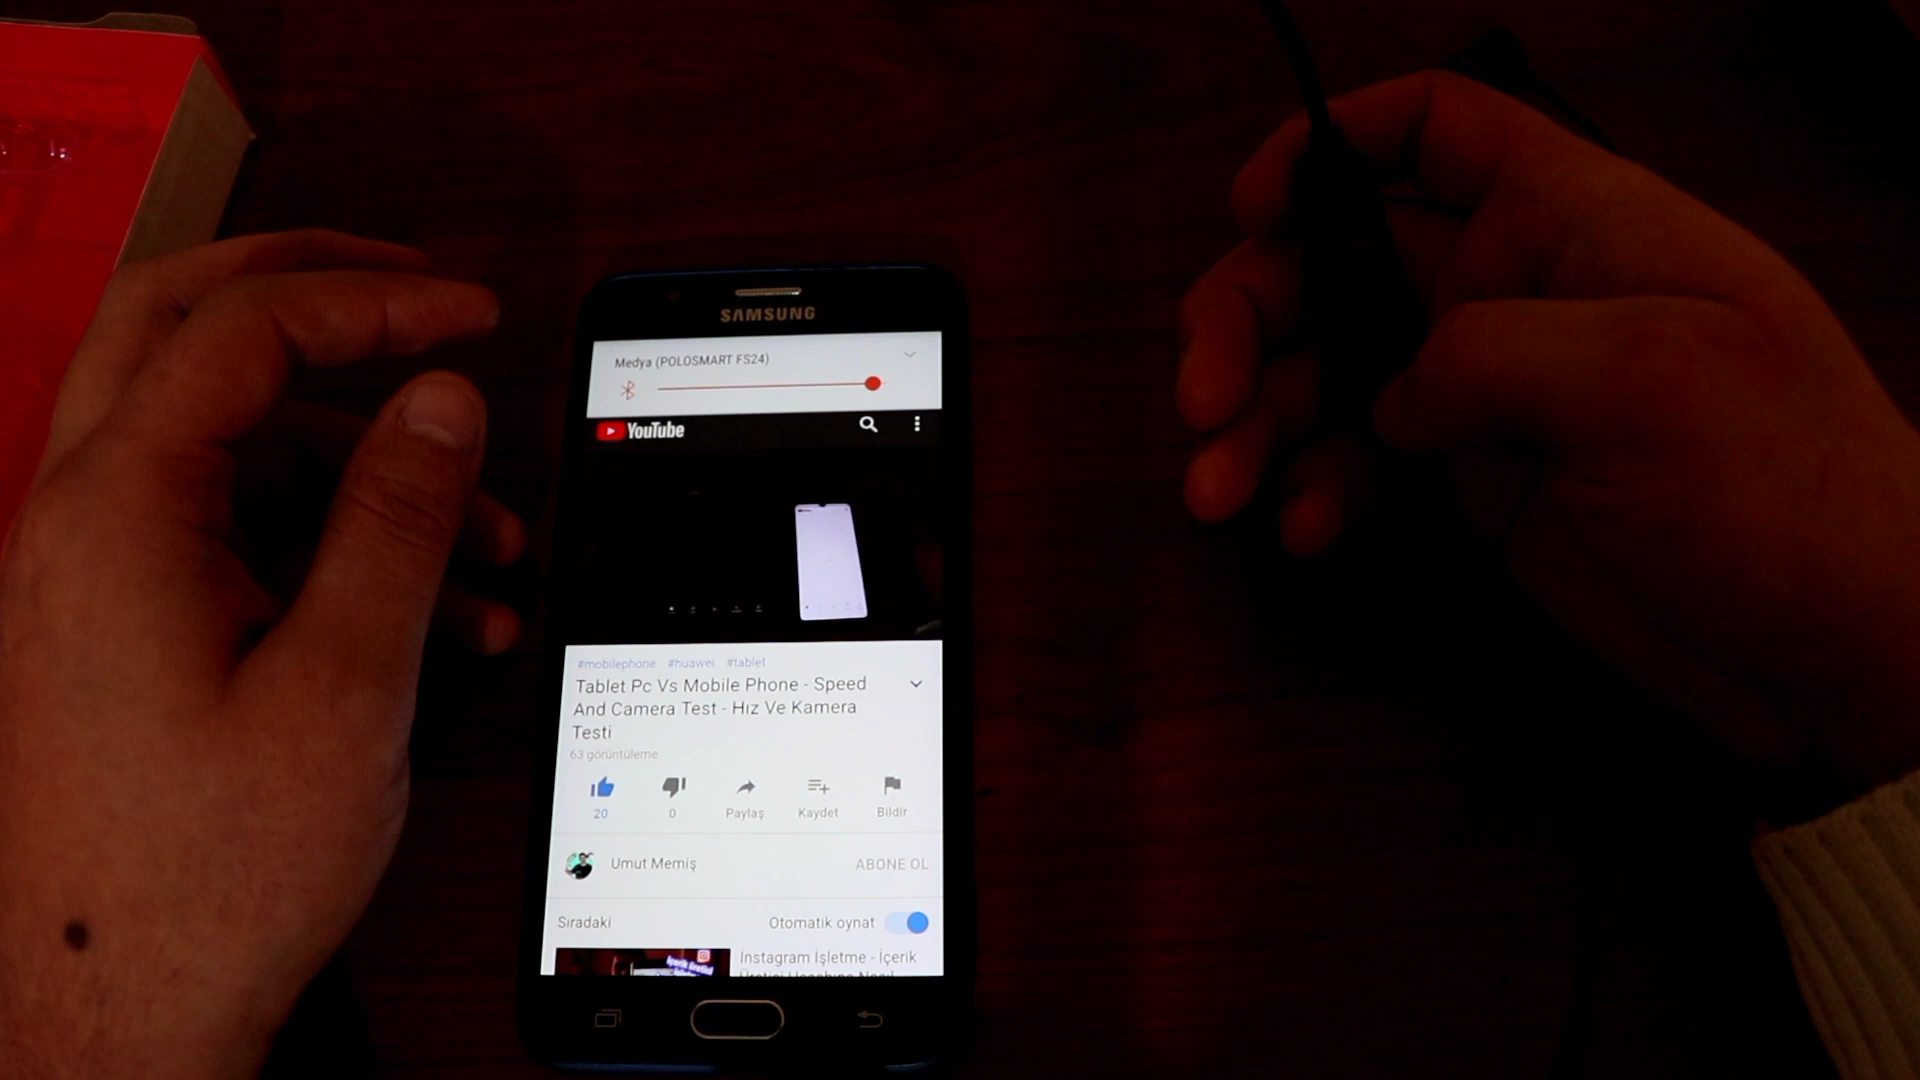 SAMSUNG
Medya (POLOSMART FS24)
YouTube
#mobilephone #huawei #tablet
Tablet Pc Vs Mobile Phone - Speed
And Camera Test - Hız Ve Kamera
Testi
63 görüntüleme
20
0
Paylaş
Kaydet
Bildir
Umut Memiş
ABONE OL
Sıradaki
Otomatik oynat
İnstagram İşletme - İçerik